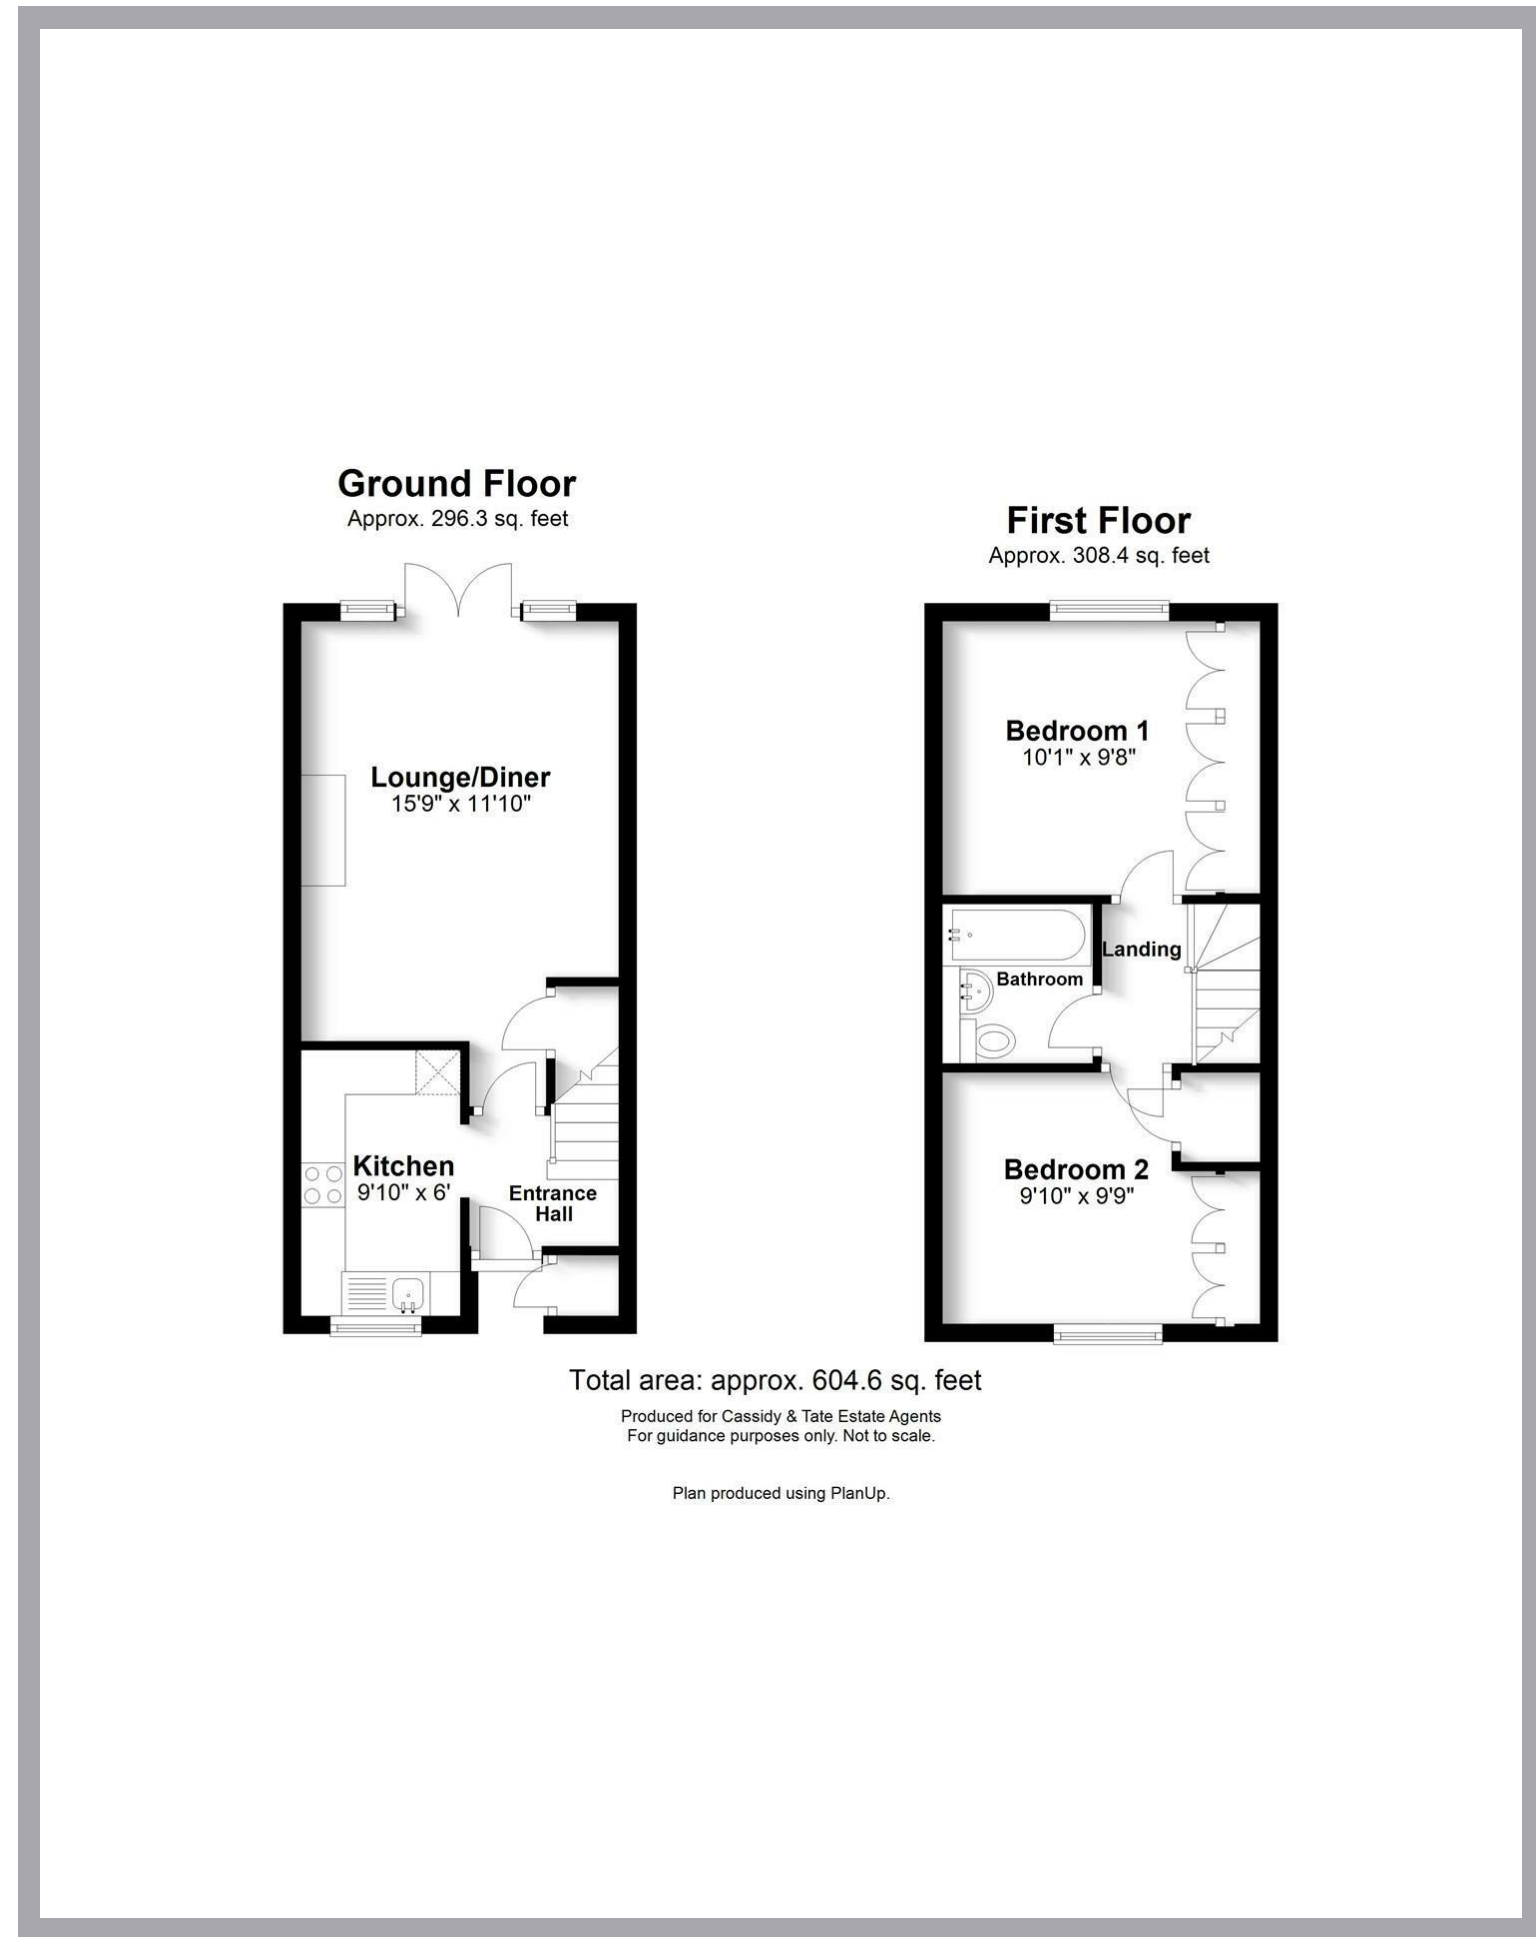 Ground Floor
Approx. 296.3 sq. feet
Lounge/Diner
15'9" x 11'10"
Kitchen
9'10" x 6'
Entrance
Hall
First Floor
Approx. 308.4 sq. feet
Bedroom 1
10'1" x 9'8"
Landing
Bathroom
Bedroom 2
9'10" x 9'9"
Total area: approx. 604.6 sq. feet
Produced for Cassidy & Tate Estate Agents
For guidance purposes only. Not to scale.
Plan produced using PlanUp.